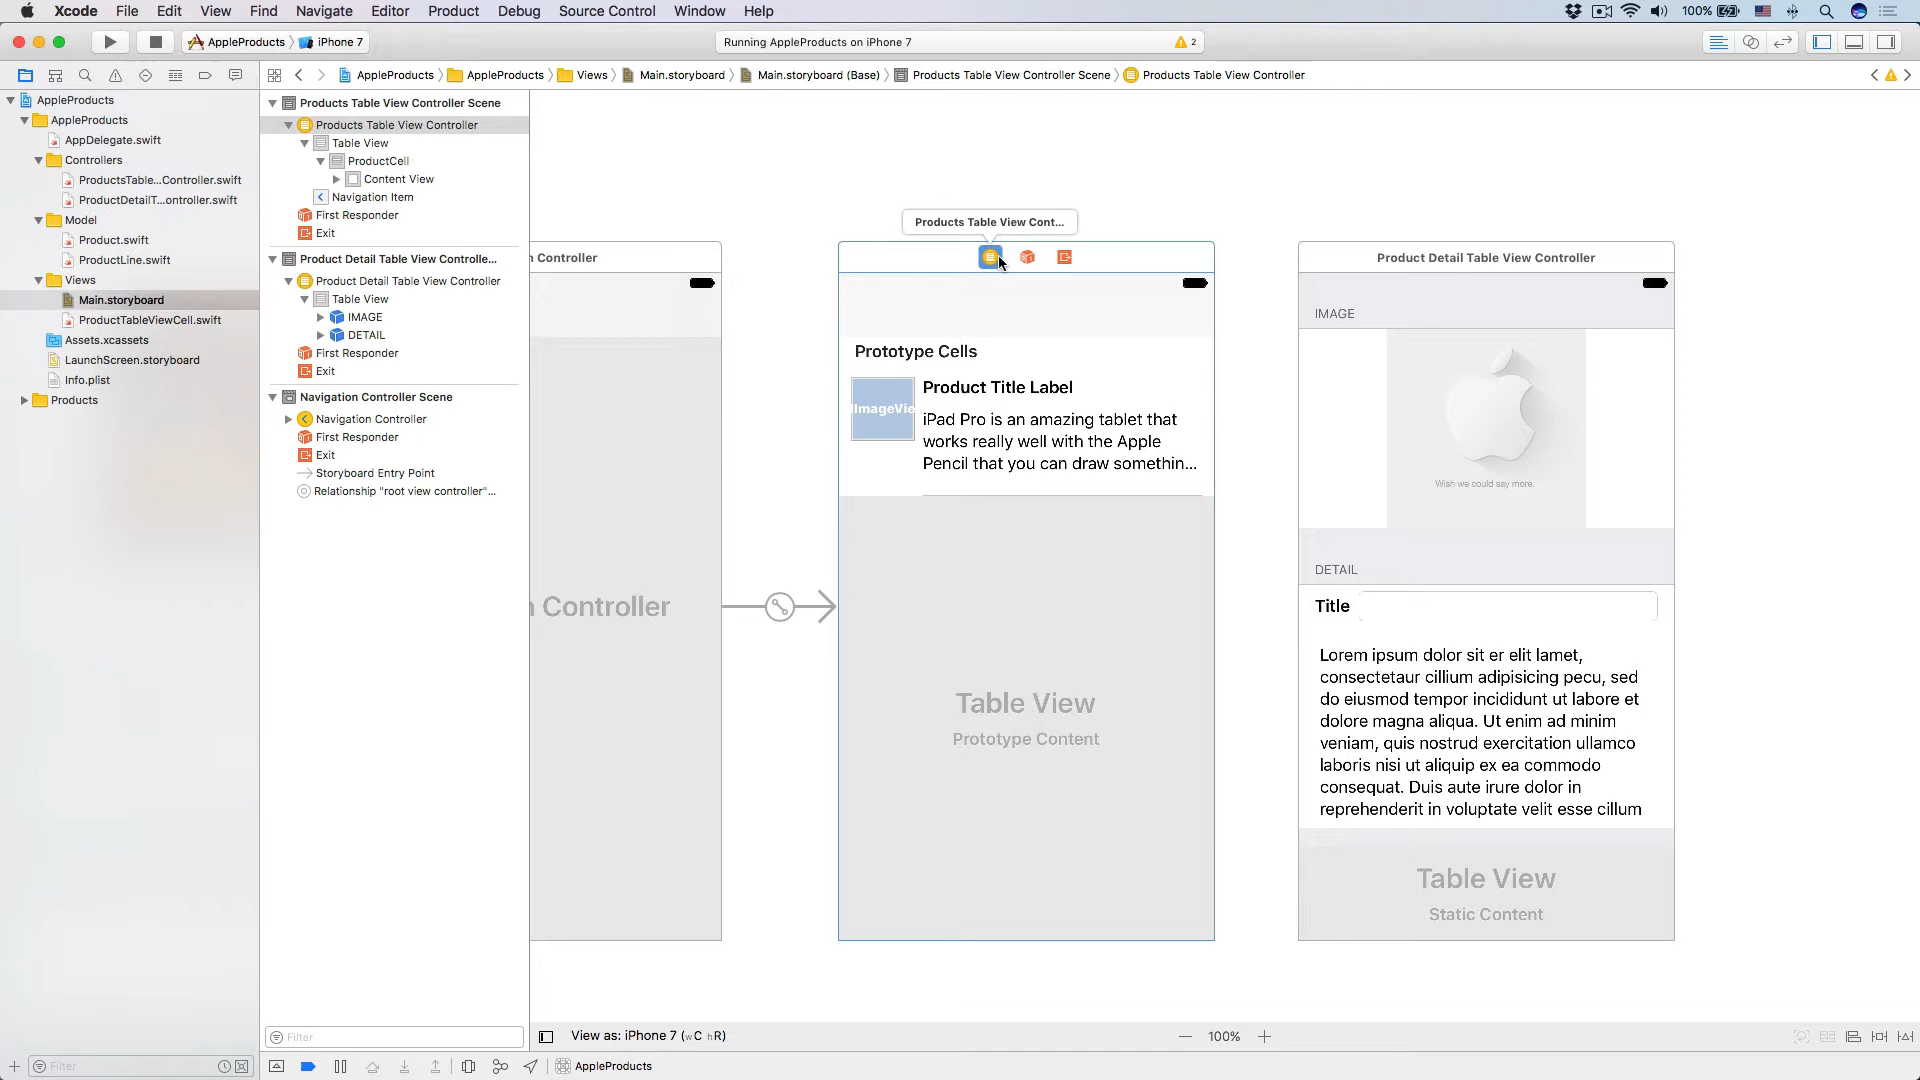 Xcode File Edit View Find Navigate Editor Product Debug Source Control Window Help 100%
AppleProducts iPhone 7 Running AppleProducts on iPhone 7 2
AppleProducts AppleProducts Views Main.storyboard Main.storyboard (Base) Products Table View Controller Scene Products Table View Controller
AppleProducts
AppleProducts
AppDelegate.swift
Controllers
ProductsTable...Controller.swift
ProductDetailT...ontroller.swift
Model
Product.swift
ProductLine.swift
Views
Main.storyboard
ProductTableViewCell.swift
Assets.xcassets
LaunchScreen.storyboard
Info.plist
Products
Filter
Products Table View Controller Scene
Products Table View Controller
Table View
ProductCell
Content View
Navigation Item
First Responder
Exit
Product Detail Table View Controlle...
Product Detail Table View Controller
Table View
IMAGE
DETAIL
First Responder
Exit
Navigation Controller Scene
Navigation Controller
First Responder
Exit
Storyboard Entry Point
Relationship "root view controller"...
Filter
n Controller
n Controller
Products Table View Cont...
Prototype Cells
IImageVie
Product Title Label
iPad Pro is an amazing tablet that
works really well with the Apple
Pencil that you can draw somethin...
Table View
Prototype Content
Product Detail Table View Controller
IMAGE
Wish we could say more.
DETAIL
Title
Lorem ipsum dolor sit er elit lamet,
consectetaur cillium adipisicing pecu, sed
do eiusmod tempor incididunt ut labore et
dolore magna aliqua. Ut enim ad minim
veniam, quis nostrud exercitation ullamco
laboris nisi ut aliquip ex ea commodo
consequat. Duis aute irure dolor in
reprehenderit in voluptate velit esse cillum
Table View
Static Content
View as: iPhone 7 (wC hR) 100%
AppleProducts